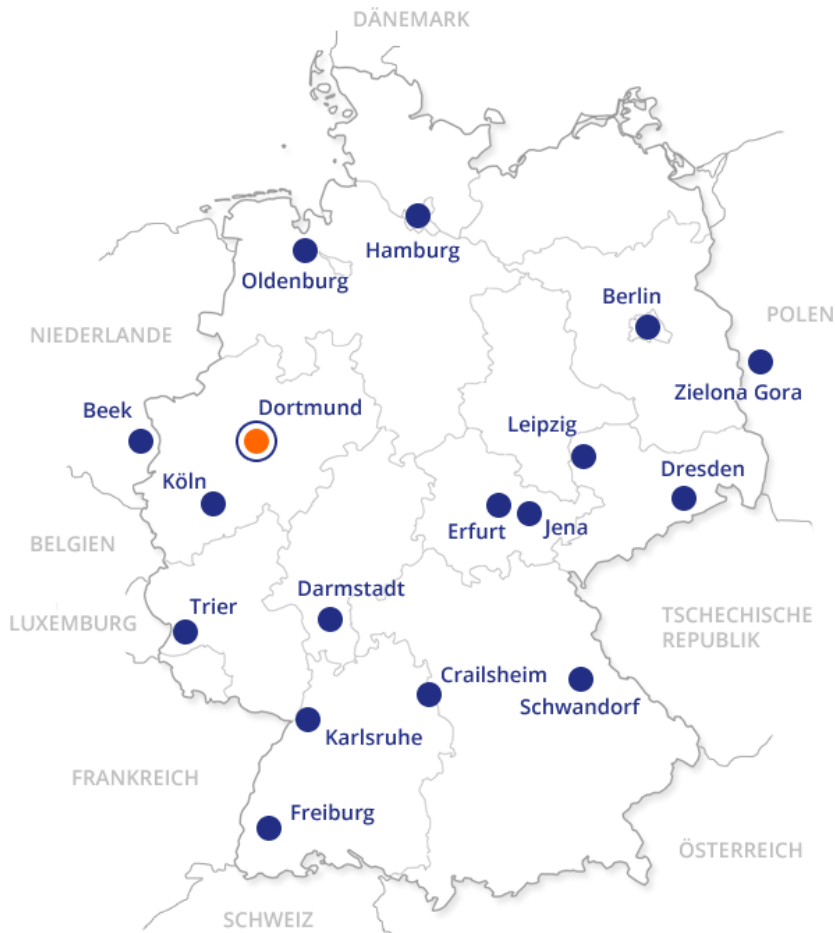 DÄNEMARK
Hamburg
Oldenburg
Berlin
POLEN
NIEDERLANDE
Zielona Gora
Beek
Dortmund
Leipzig
Dresden
Köln
Erfurt
Jena
BELGIEN
Darmstadt
Trier
LUXEMBURG
TSCHECHISCHE
REPUBLIK
Crailsheim
Schwandorf
Karlsruhe
FRANKREICH
Freiburg
ÖSTERREICH
SCHWEIZ